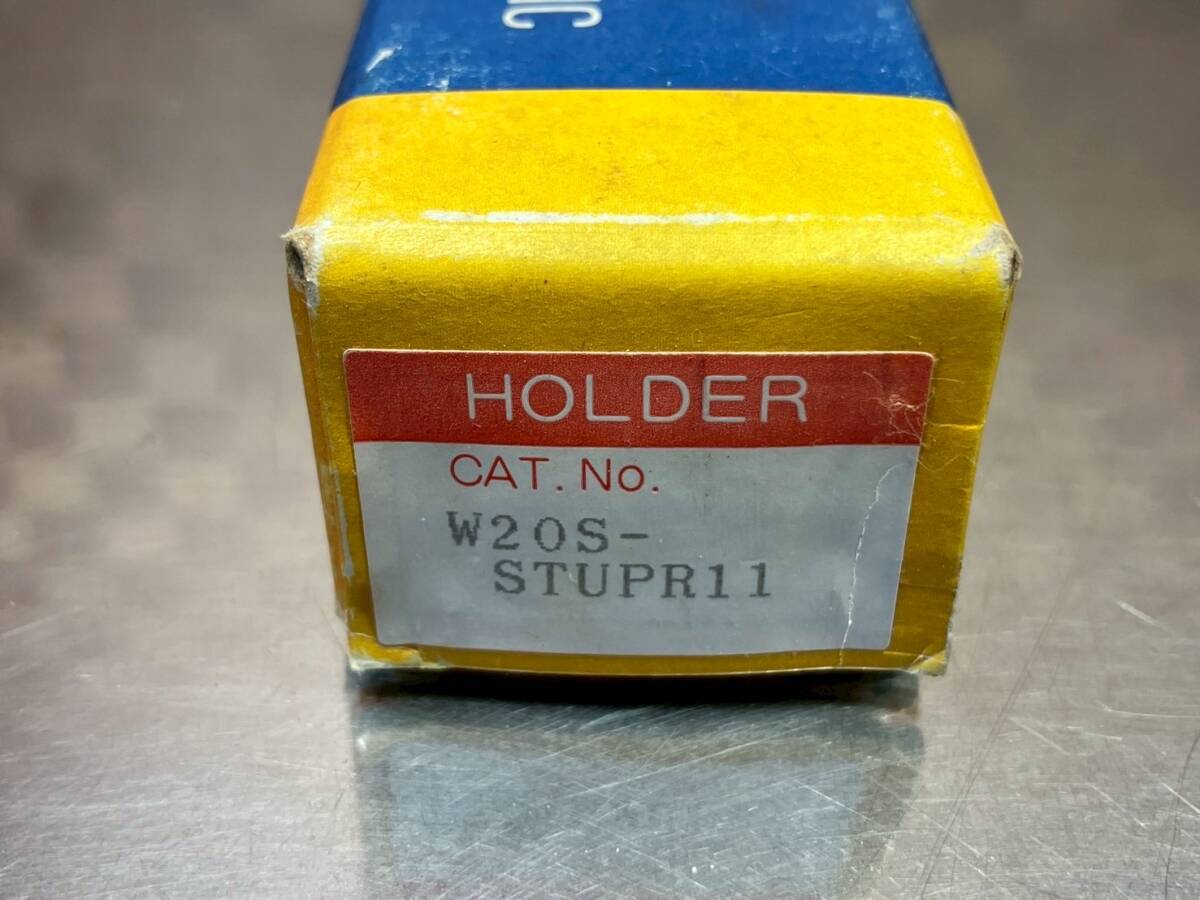 HOLDER
CAT. No.
W20S-
STUPR11